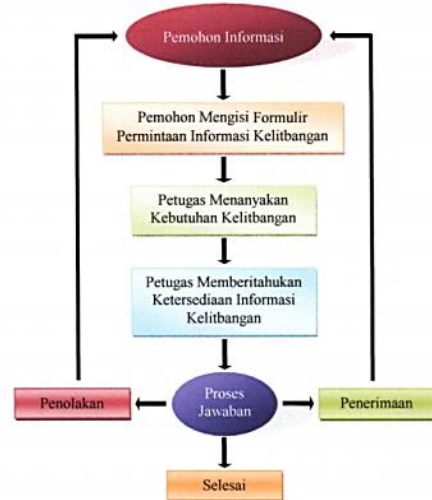 Pemohon Informasi
Pemohon Mengisi Formulir
Permintaan Informasi Kelitbangan
Petugas Menanyakan
Kebutuhan Kelitbangan
Petugas Memberitahukan
Ketersediaan Informasi
Kelitbangan
Penolakan
Proses
Jawaban
Penerimaan
Selesai